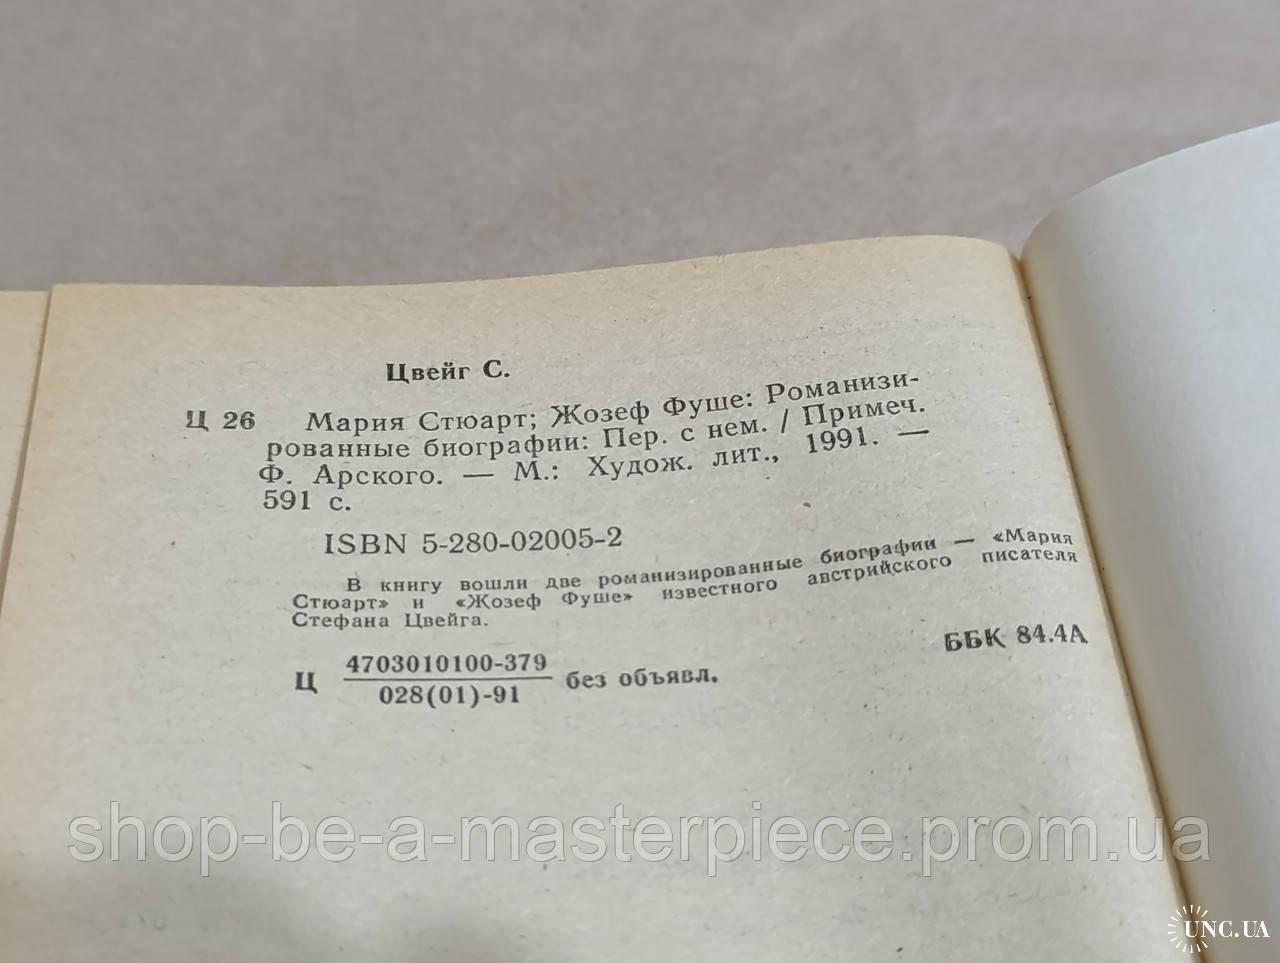 Цвейг С.
Ц 26 Мария Стюарт; Жозеф Фуше: Романизи-
рованные биографии: Пер. с нем. / Примеч.
Ф. Арского. — М.: Худож. лит., 1991. —
591 с.
ISBN 5-280-02005-2
В книгу вошли две романизированные биографии — «Мария
Стюарт» и «Жозеф Фуше» известного австрийского писателя
Стефана Цвейга.
Ц 4703010100-379 без объявл.
028(01)-91
ББК 84.4А
shop-be-a-masterpiece.prom.ua
UNC.UA